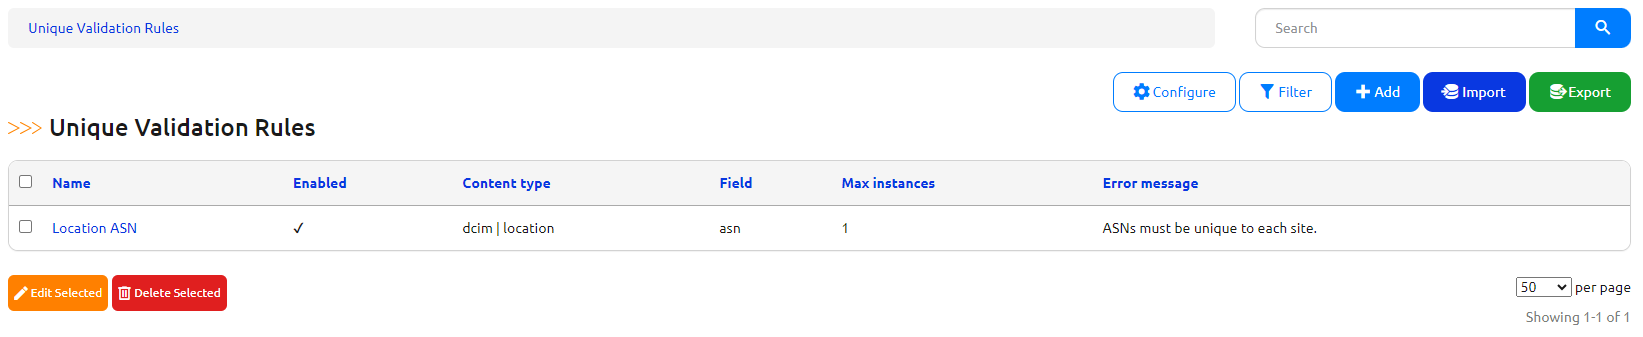 Unique Validation Rules
Search
Configure Filter Add Import Export
>>> Unique Validation Rules
Name Enabled Content type Field Max instances Error message
Location ASN ✓ dcim | location asn 1 ASNs must be unique to each site.
Edit Selected Delete Selected 50 per page
Showing 1-1 of 1